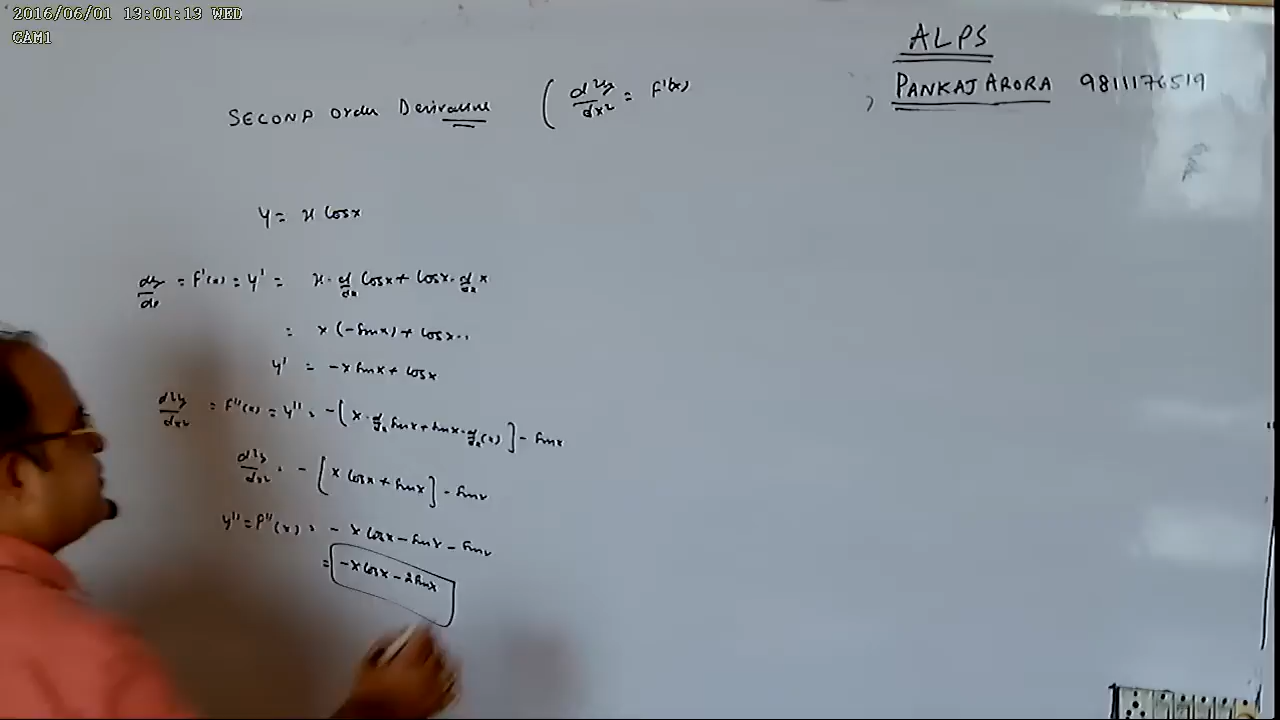 2016/06/01 13:01:13 WED
CAM1
ALPS
PANKAJ ARORA 9811176519
SECOND Order Derivative ( d²y/dx² = F'(x) ,
y = x Cosx
dy/dx = F'(x) = y' = x · d/dx Cosx + Cosx · d/dx x
= x (-Sinx) + Cosx · 1
y' = -x Sinx + Cosx
d²y/dx² = F''(x) = y'' = -[x · d/dx Sinx + Sinx · d/dx (x)] - Sinx
d²y/dx² = -[x Cosx + Sinx] - Sinx
y'' = F''(x) = - x Cosx - Sinx - Sinx
= -x Cosx - 2 Sinx